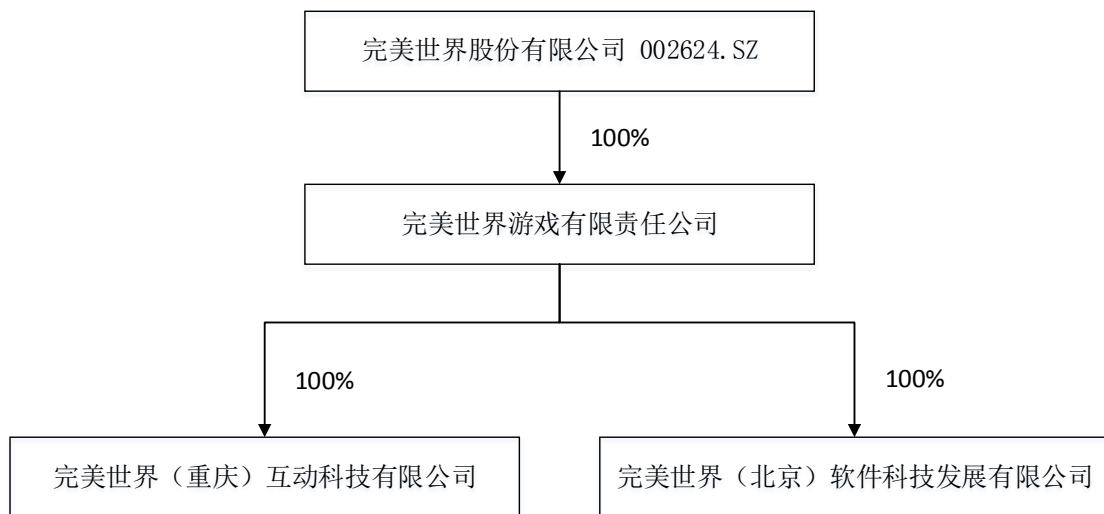 完美世界股份有限公司 002624.SZ
100%
完美世界游戏有限责任公司
100%
100%
完美世界（重庆）互动科技有限公司
完美世界（北京）软件科技发展有限公司